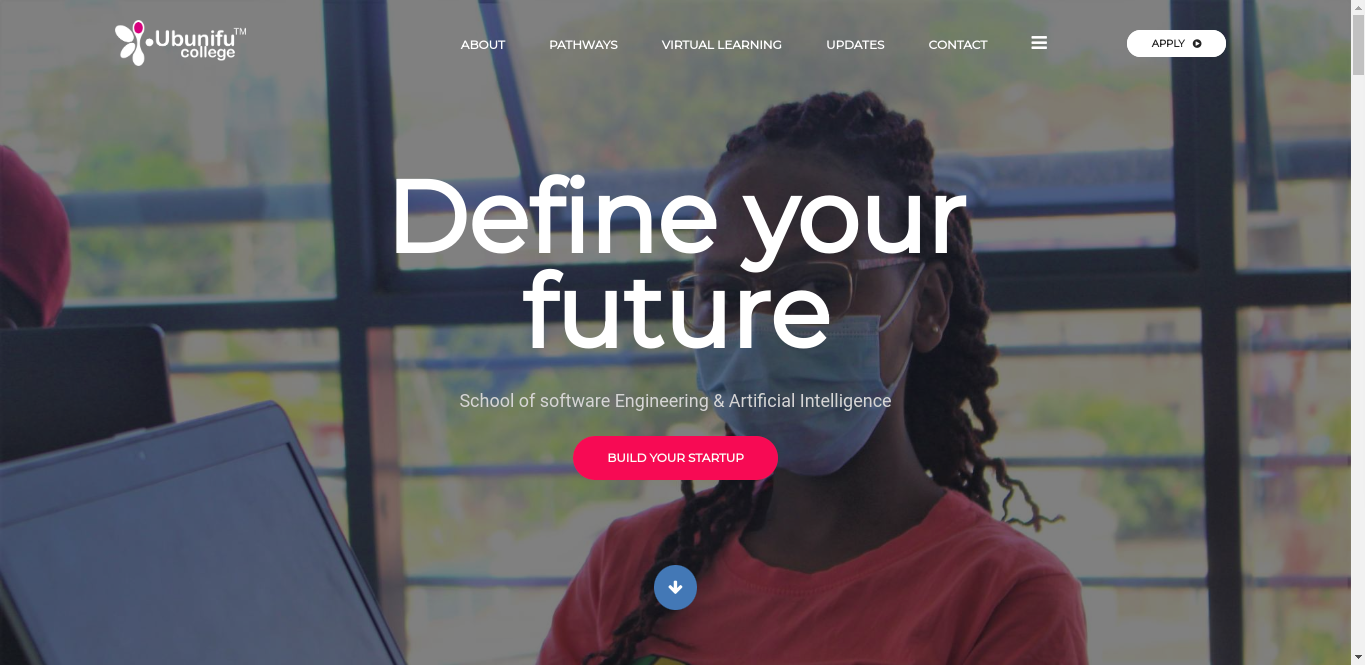 Ubunifu™
college
ABOUT PATHWAYS VIRTUAL LEARNING UPDATES CONTACT APPLY
Define your
future
School of software Engineering & Artificial Intelligence
BUILD YOUR STARTUP